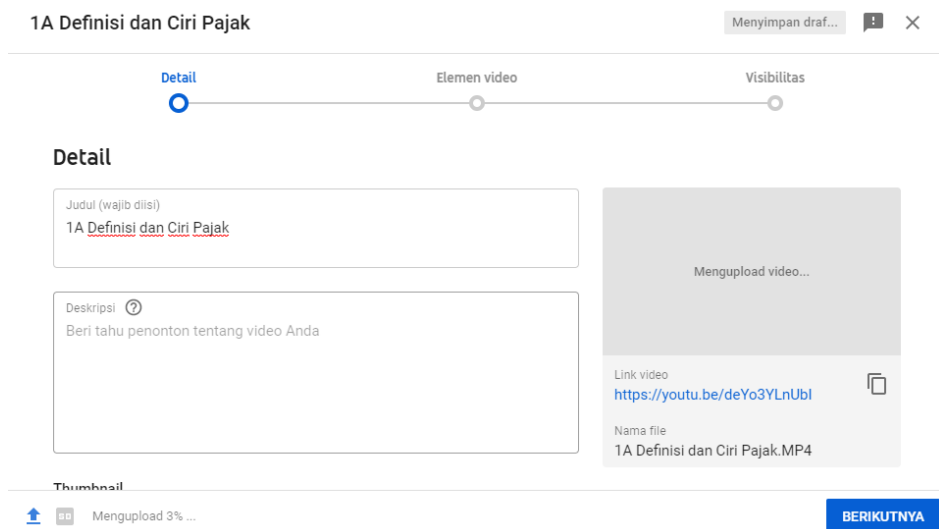 1A Definisi dan Ciri Pajak
Menyimpan draf...
Detail
Elemen video
Visibilitas
Detail
Judul (wajib diisi)
1A Definisi dan Ciri Pajak
Deskripsi
Beri tahu penonton tentang video Anda
Mengupload video...
Link video
https://youtu.be/deYo3YLnUbI
Nama file
1A Definisi dan Ciri Pajak.MP4
Thumbnail
Mengupload 3% ...
BERIKUTNYA